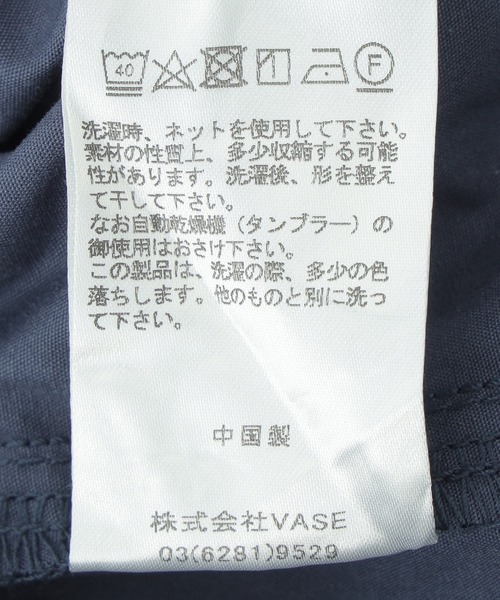 40 F
洗濯時、ネットを使用して下さい。
素材の性質上、多少収縮する可能
性があります。洗濯後、形を整え
て干して下さい。
なお自動乾燥機（タンブラー）の
御使用はおさけ下さい。
この製品は、洗濯の際、多少の色
落ちします。他のものと別に洗っ
て下さい。
中国製
株式会社VASE
03(6281)9529